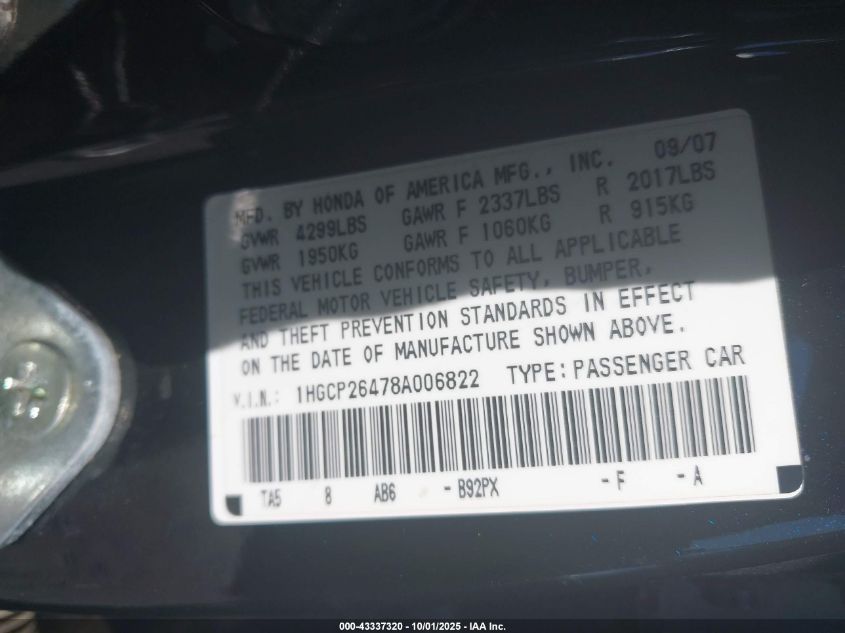 MFD. BY HONDA OF AMERICA MFG., INC. 09/07
GVWR 4299LBS GAWR F 2337LBS R 2017LBS
GVWR 1950KG GAWR F 1060KG R 915KG
THIS VEHICLE CONFORMS TO ALL APPLICABLE
FEDERAL MOTOR VEHICLE SAFETY, BUMPER,
AND THEFT PREVENTION STANDARDS IN EFFECT
ON THE DATE OF MANUFACTURE SHOWN ABOVE.
V.I.N.: 1HGCP26478A006822 TYPE: PASSENGER CAR
TA5 8 AB6 - B92PX - F - A
000-43337320 - 10/01/2025 - IAA Inc.